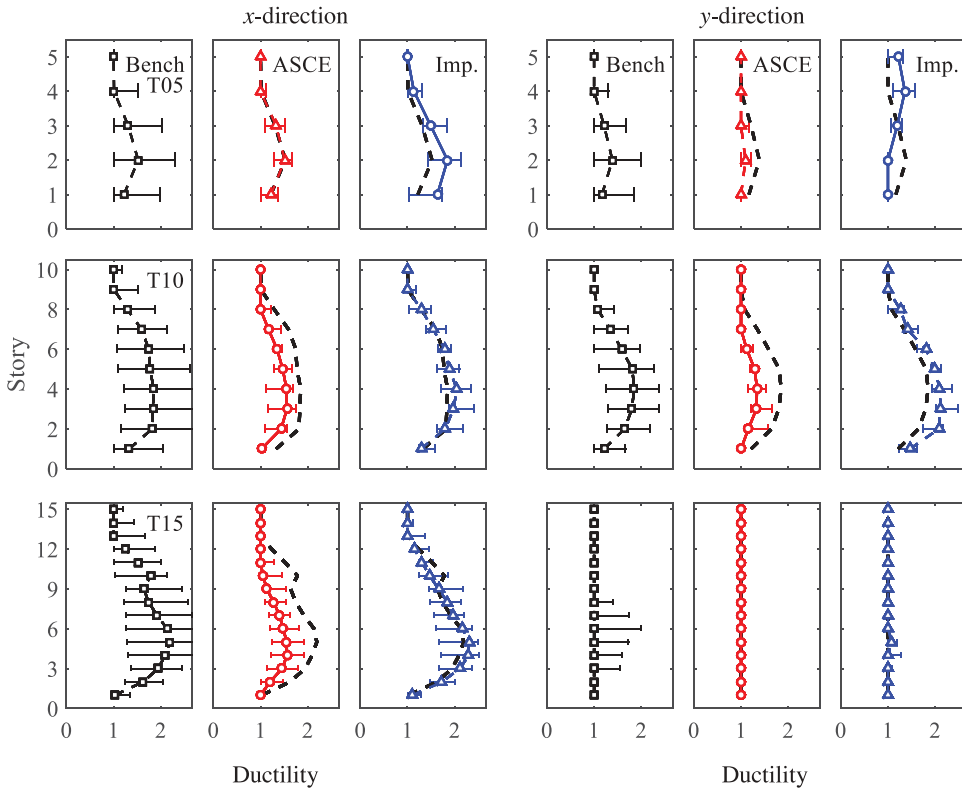 x-direction y-direction
5 Bench ASCE Imp. Bench ASCE Imp.
T05
4
3
2
1
0
10 T10
8
6
4
2
0
Story
15 T15
12
9
6
3
0
0 1 2 0 1 2 0 1 2 0 1 2 0 1 2 0 1 2
Ductility Ductility